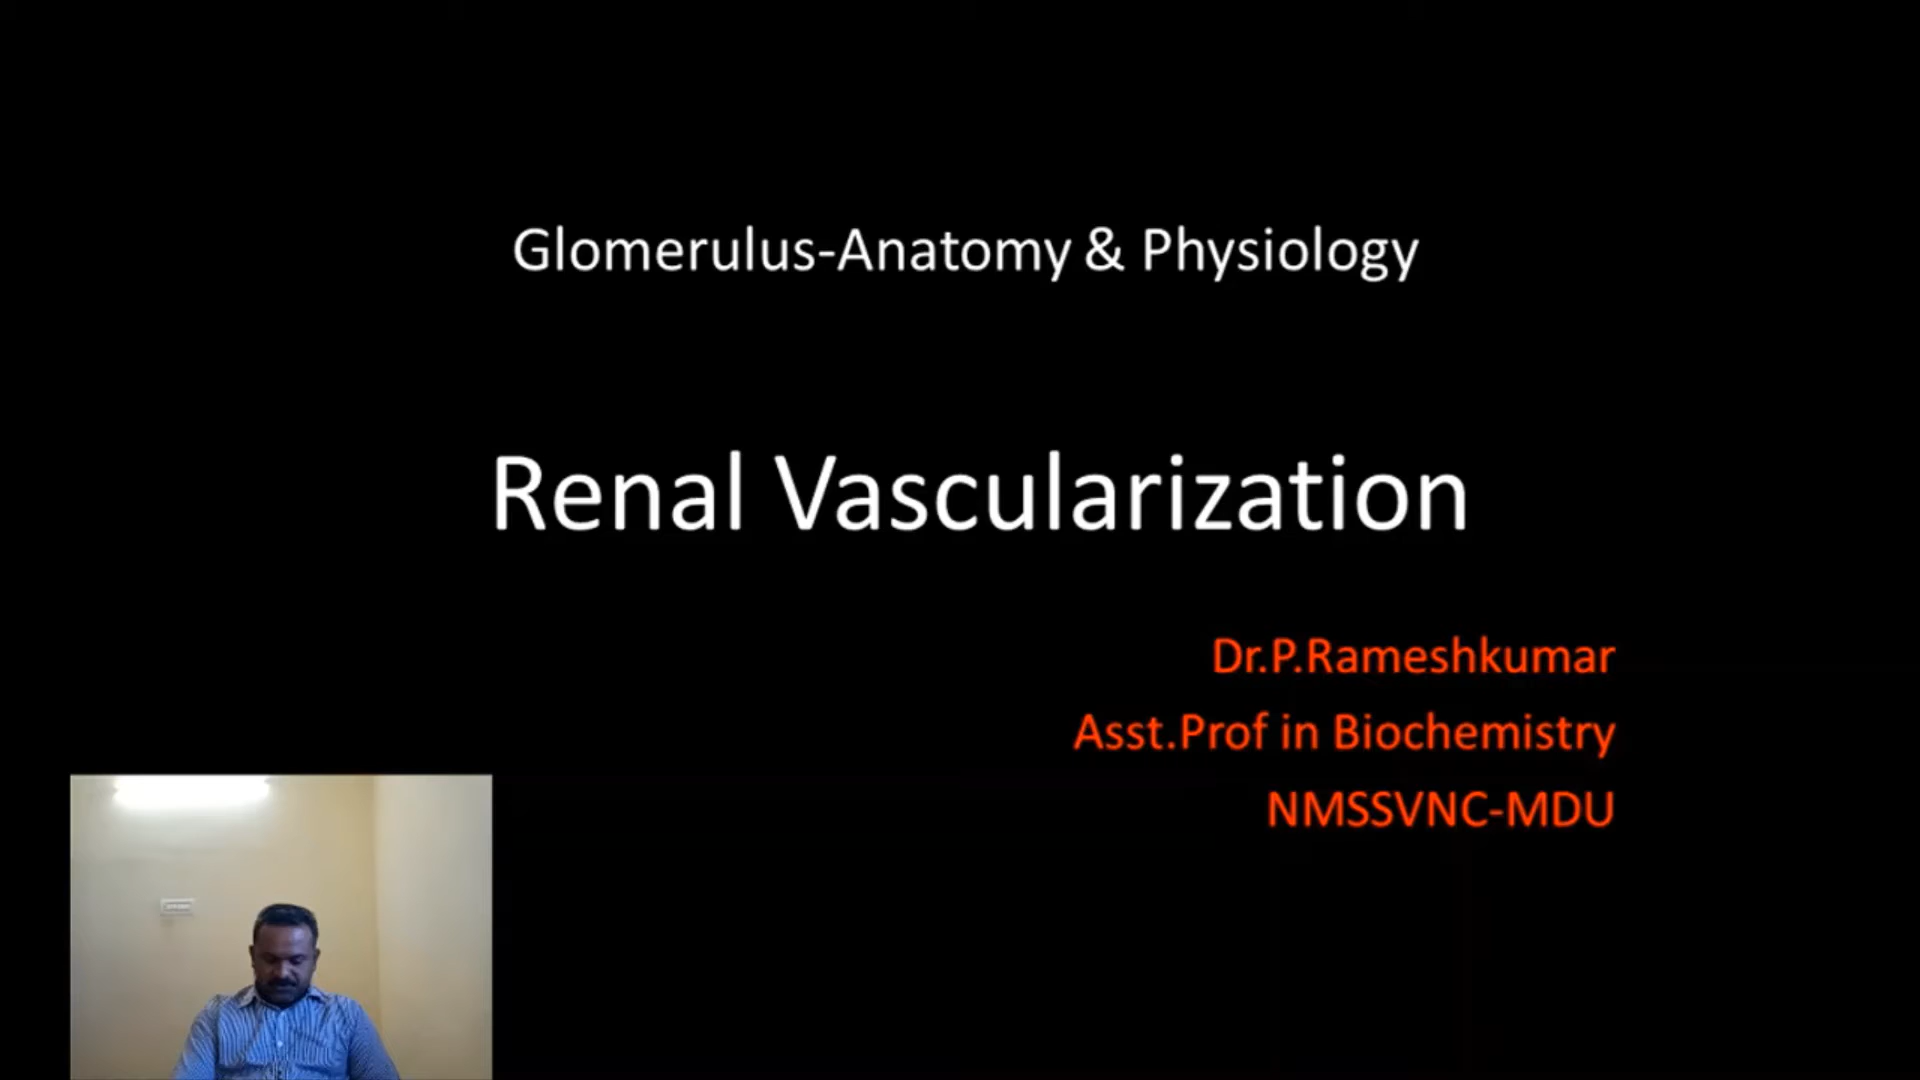 Glomerulus-Anatomy & Physiology
Renal Vascularization
Dr.P.Rameshkumar
Asst.Prof in Biochemistry
NMSSVNC-MDU